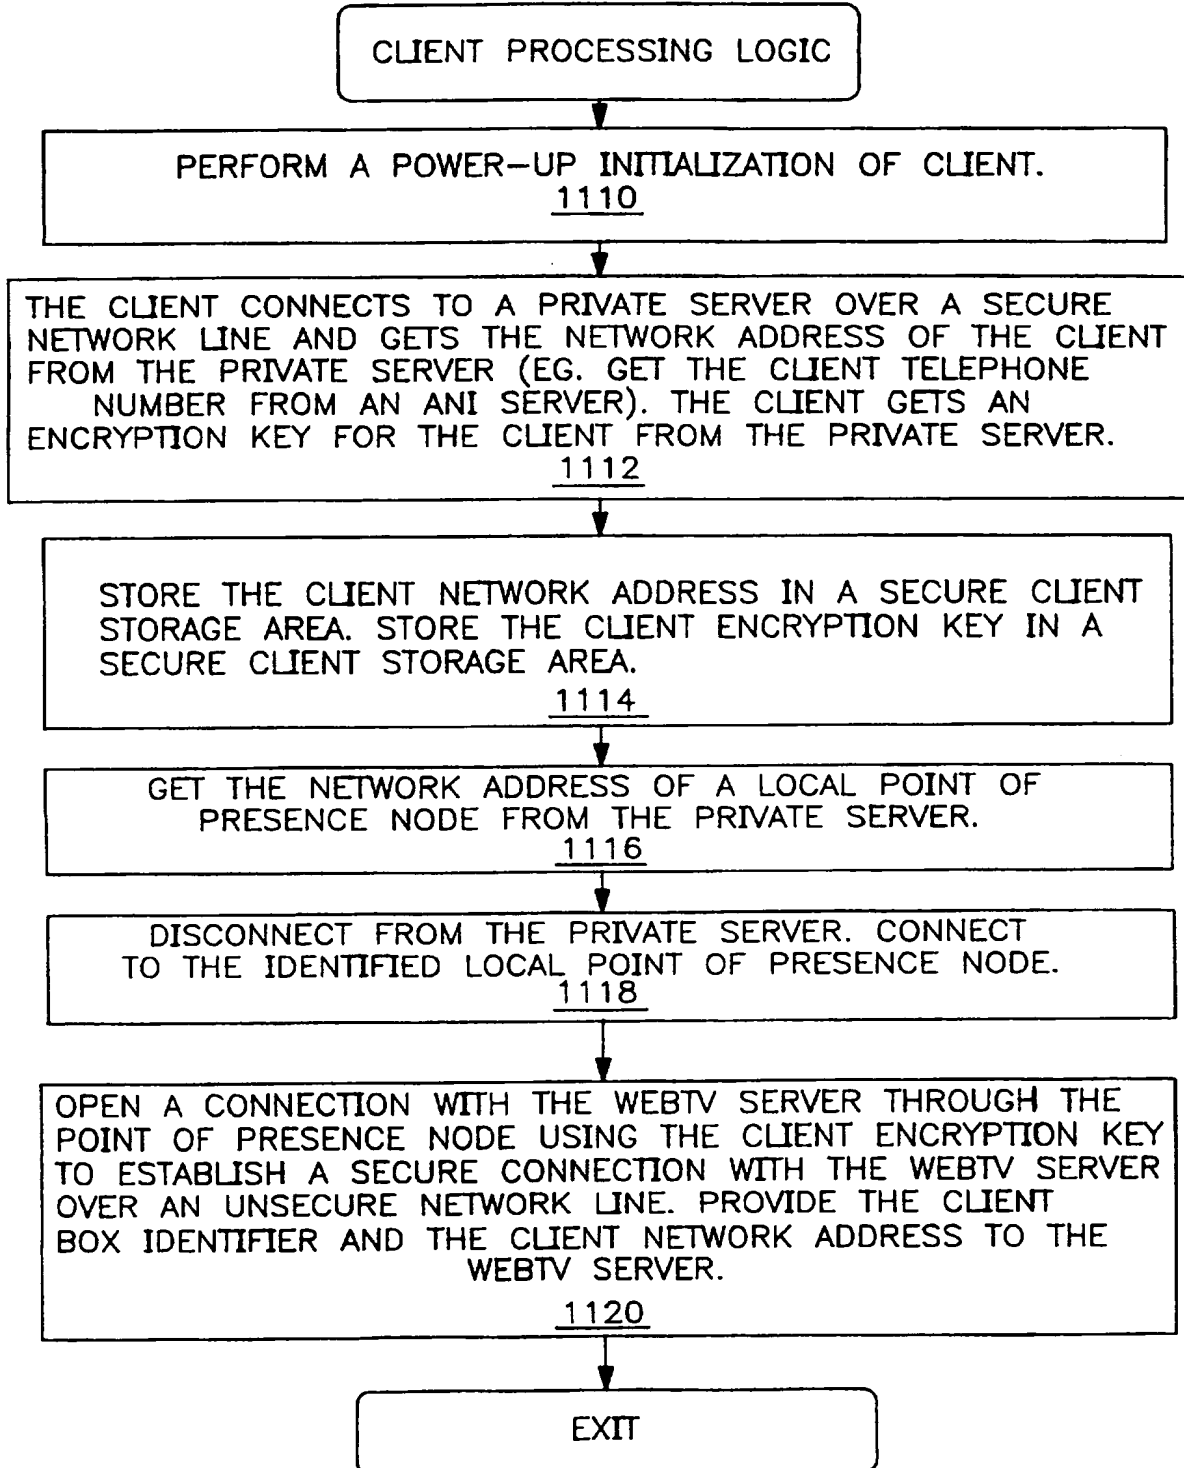 CLIENT PROCESSING LOGIC
PERFORM A POWER-UP INITIALIZATION OF CLIENT.
1110
THE CLIENT CONNECTS TO A PRIVATE SERVER OVER A SECURE
NETWORK LINE AND GETS THE NETWORK ADDRESS OF THE CLIENT
FROM THE PRIVATE SERVER (EG. GET THE CLIENT TELEPHONE
NUMBER FROM AN ANI SERVER). THE CLIENT GETS AN
ENCRYPTION KEY FOR THE CLIENT FROM THE PRIVATE SERVER.
1112
STORE THE CLIENT NETWORK ADDRESS IN A SECURE CLIENT
STORAGE AREA. STORE THE CLIENT ENCRYPTION KEY IN A
SECURE CLIENT STORAGE AREA.
1114
GET THE NETWORK ADDRESS OF A LOCAL POINT OF
PRESENCE NODE FROM THE PRIVATE SERVER.
1116
DISCONNECT FROM THE PRIVATE SERVER. CONNECT
TO THE IDENTIFIED LOCAL POINT OF PRESENCE NODE.
1118
OPEN A CONNECTION WITH THE WEBTV SERVER THROUGH THE
POINT OF PRESENCE NODE USING THE CLIENT ENCRYPTION KEY
TO ESTABLISH A SECURE CONNECTION WITH THE WEBTV SERVER
OVER AN UNSECURE NETWORK LINE. PROVIDE THE CLIENT
BOX IDENTIFIER AND THE CLIENT NETWORK ADDRESS TO THE
WEBTV SERVER.
1120
EXIT